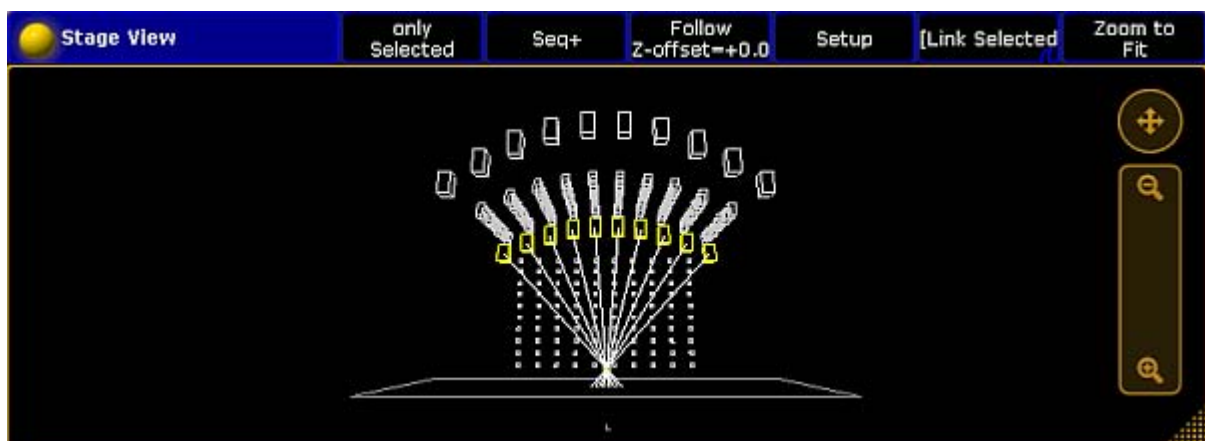 Stage View
only
Selected
Seq+
Follow
Z-offset=+0.0
Setup
[Link Selected
Zoom to
Fit